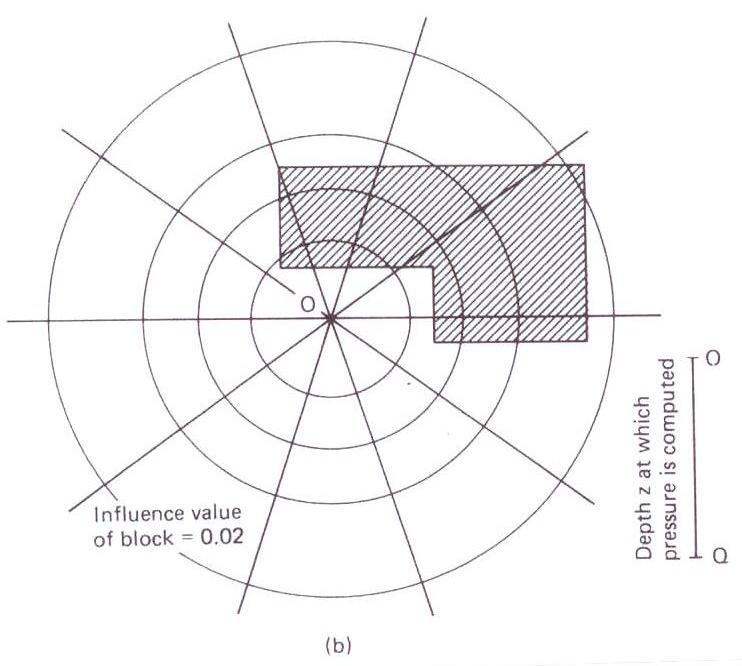 O
Influence value
of block = 0.02
Depth z at which
pressure is computed
O
Q
(b)